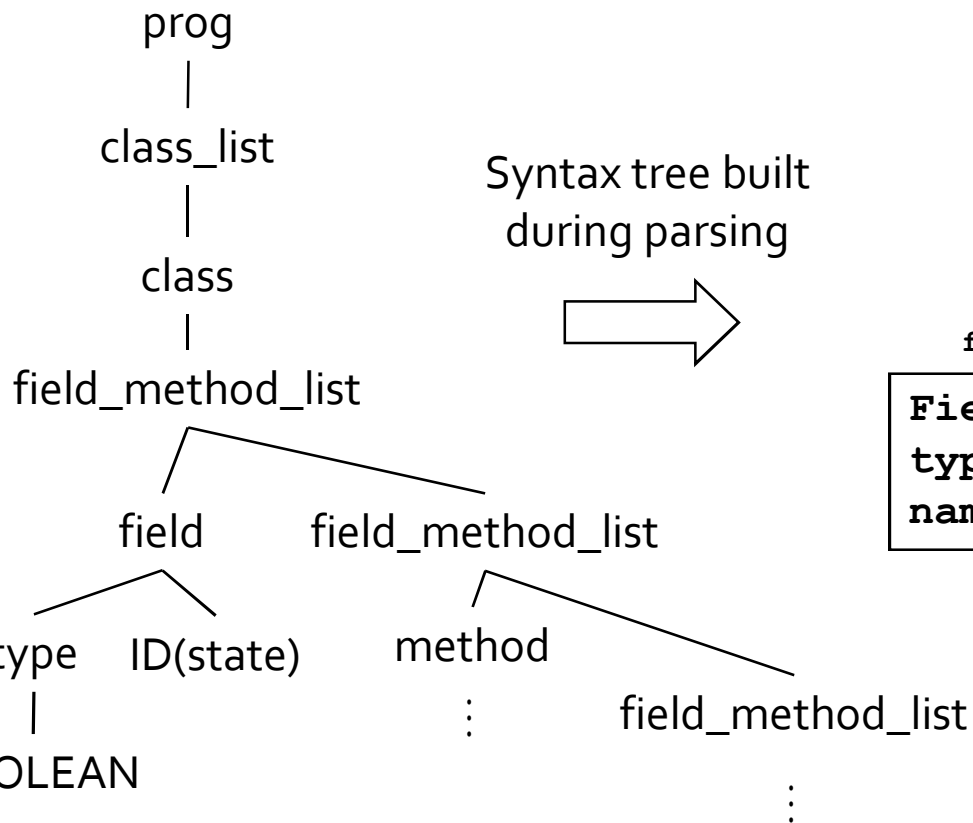 prog
class_list
Syntax tree built
during parsing
class
field_method_list
field field_method_list
ID(state) method
field_method_list